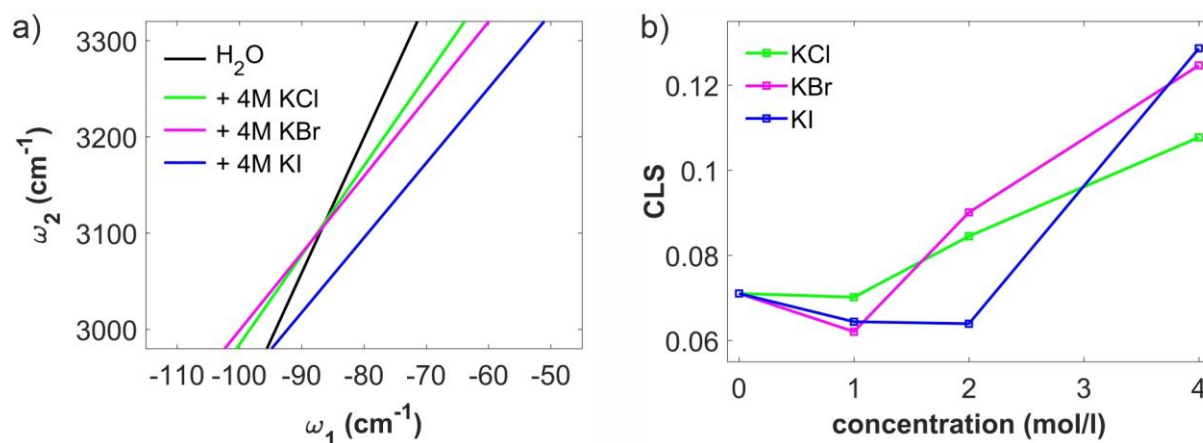 a)
H₂O
+ 4M KCl
+ 4M KBr
+ 4M KI
3300
3200
3100
3000
ω₂ (cm⁻¹)
-110 -100 -90 -80 -70 -60 -50
ω₁ (cm⁻¹)
b)
KCl
KBr
KI
0.12
0.1
0.08
0.06
CLS
0 1 2 3 4
concentration (mol/l)